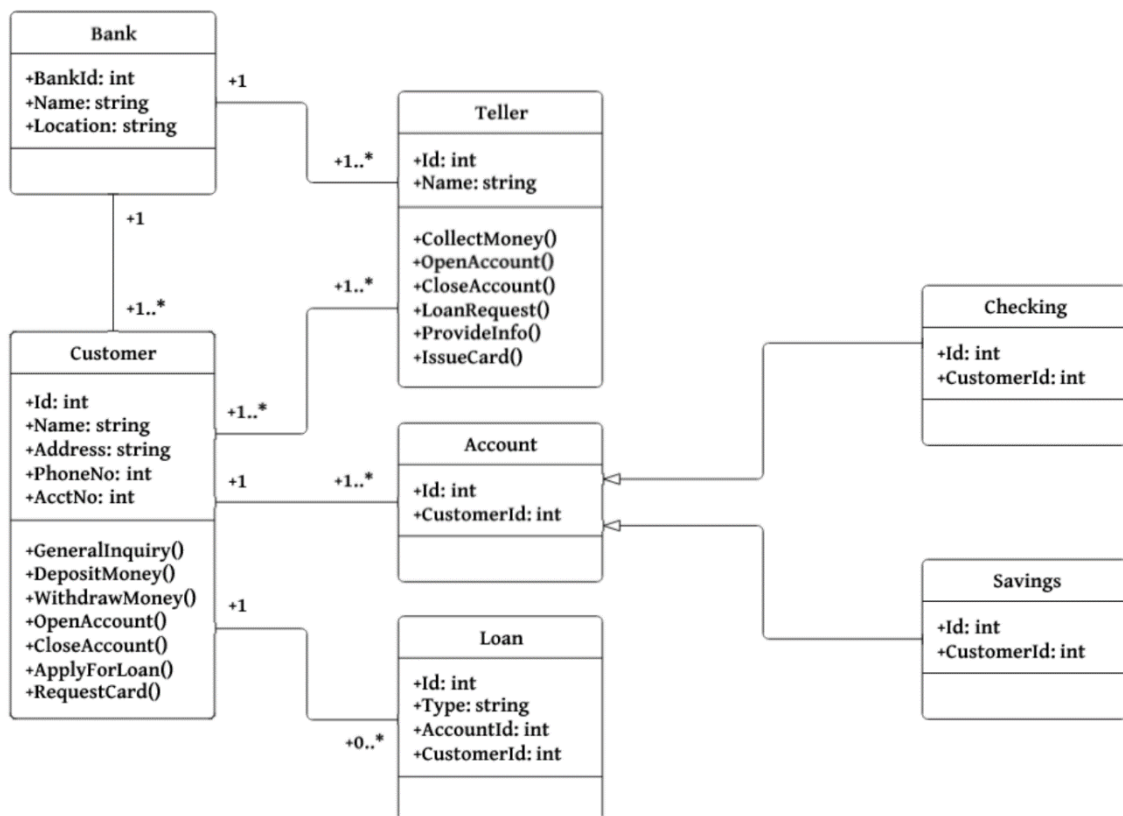 Bank
+BankId: int
+Name: string
+Location: string
+1
+1..*
+1
+1..*
Teller
+Id: int
+Name: string
+CollectMoney()
+OpenAccount()
+CloseAccount()
+LoanRequest()
+ProvideInfo()
+IssueCard()
+1..*
+1..*
Customer
+Id: int
+Name: string
+Address: string
+PhoneNo: int
+AcctNo: int
+GeneralInquiry()
+DepositMoney()
+WithdrawMoney()
+OpenAccount()
+CloseAccount()
+ApplyForLoan()
+RequestCard()
+1
+1..*
Account
+Id: int
+CustomerId: int
+1
+0..*
Loan
+Id: int
+Type: string
+AccountId: int
+CustomerId: int
Checking
+Id: int
+CustomerId: int
Savings
+Id: int
+CustomerId: int